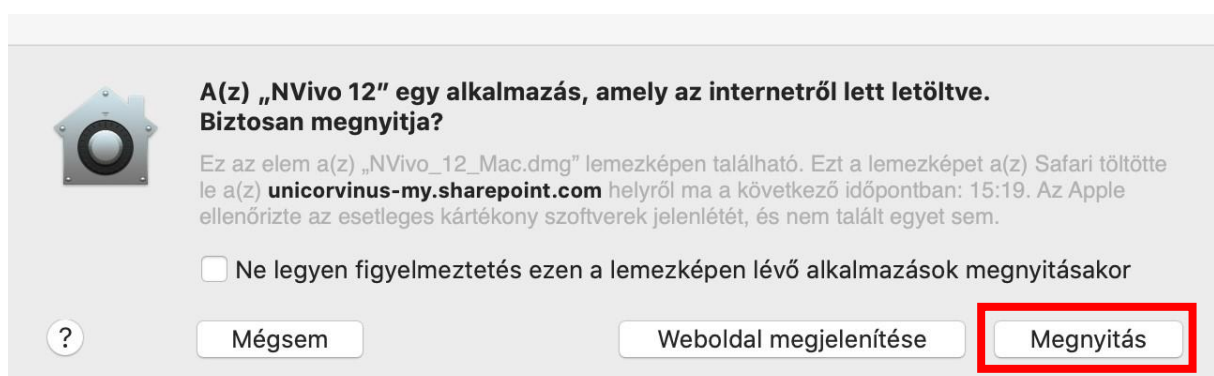 A(z) „NVivo 12” egy alkalmazás, amely az internetről lett letöltve.
Biztosan megnyitja?
Ez az elem a(z) „NVivo_12_Mac.dmg” lemezképen található. Ezt a lemezképet a(z) Safari töltötte
le a(z) unicorvinus-my.sharepoint.com helyről ma a következő időpontban: 15:19. Az Apple
ellenőrizte az esetleges kártékony szoftverek jelenlétét, és nem talált egyet sem.
Ne legyen figyelmeztetés ezen a lemezképen lévő alkalmazások megnyitásakor
? Mégsem Weboldal megjelenítése Megnyitás